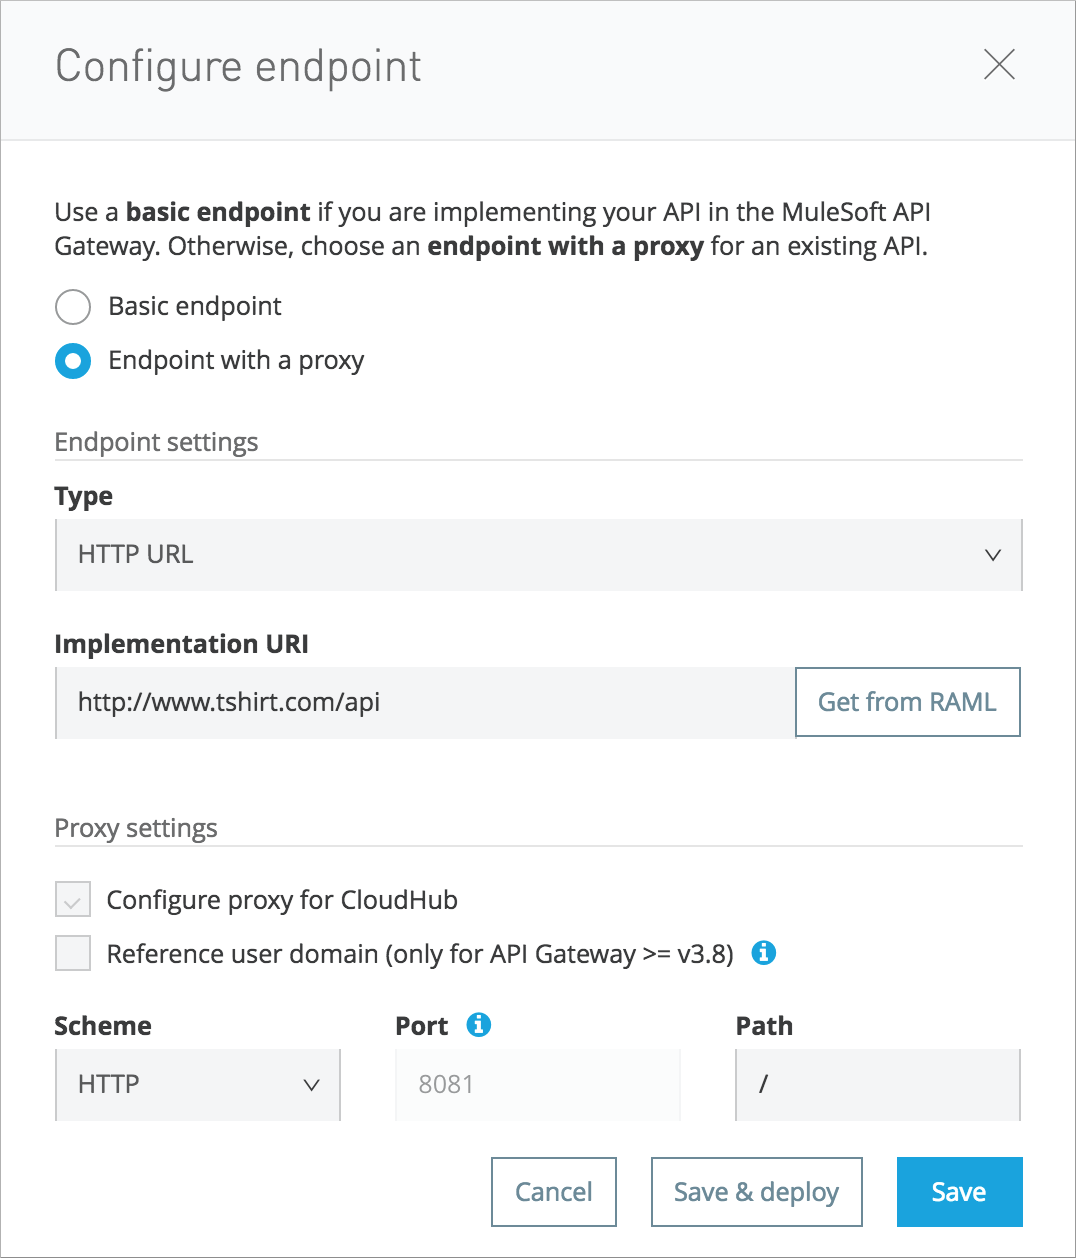 Configure endpoint
Use a basic endpoint if you are implementing your API in the MuleSoft API
Gateway. Otherwise, choose an endpoint with a proxy for an existing API.
Basic endpoint
Endpoint with a proxy
Endpoint settings
Type
HTTP URL
Implementation URI
http://www.tshirt.com/api
Get from RAML
Proxy settings
Configure proxy for CloudHub
Reference user domain (only for API Gateway >= v3.8)
Scheme
Port
Path
HTTP
8081
/
Cancel
Save & deploy
Save